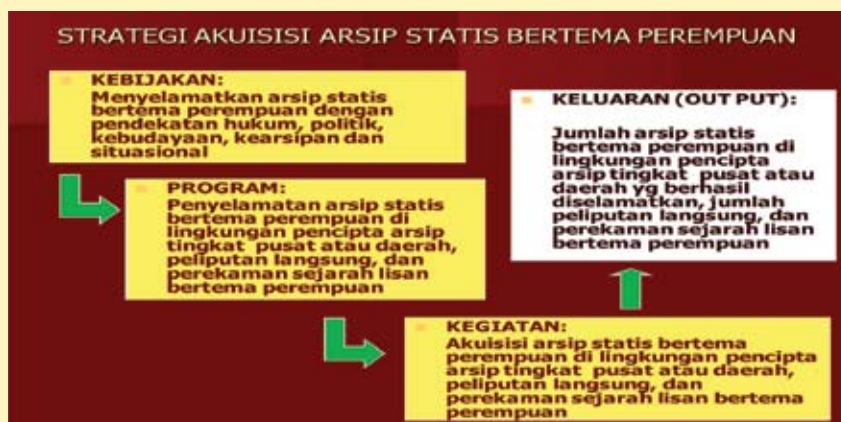 STRATEGI AKUISISI ARSIP STATIS BERTEMA PEREMPUAN
KEBIJAKAN:
Menyelamatkan arsip statis
bertema perempuan dengan
pendekatan hukum, politik,
kebudayaan, kearsipan dan
situasional
PROGRAM:
Penyelamatan arsip statis
bertema perempuan di
lingkungan pencipta arsip
tingkat pusat atau daerah,
peliputan langsung, dan
perekaman sejarah lisan
bertema perempuan
KEGIATAN:
Akuisisi arsip statis bertema
perempuan di lingkungan pencipta
arsip tingkat pusat atau daerah,
peliputan langsung, dan
perekaman sejarah lisan bertema
perempuan
KELUARAN (OUT PUT):
Jumlah arsip statis
bertema perempuan di
lingkungan pencipta
arsip tingkat pusat atau
daerah yg berhasil
diselamatkan, jumlah
peliputan langsung, dan
perekaman sejarah lisan
bertema perempuan